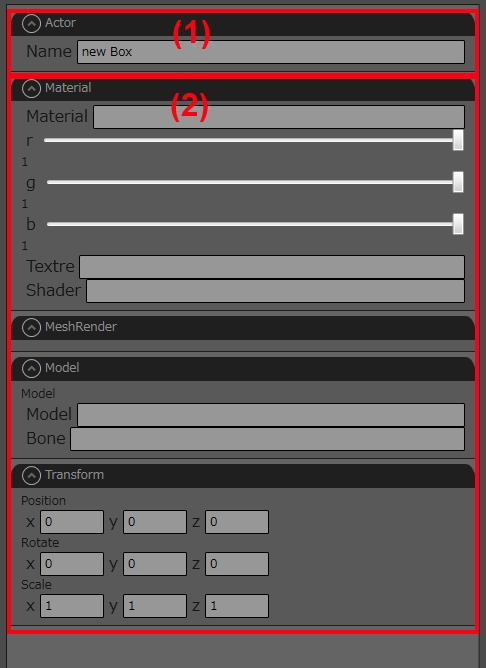 Actor
(1)
Name new Box
Material
(2)
Material
r
1
g
1
b
1
Textre
Shader
MeshRender
Model
Model
Model
Bone
Transform
Position
x 0 y 0 z 0
Rotate
x 0 y 0 z 0
Scale
x 1 y 1 z 1